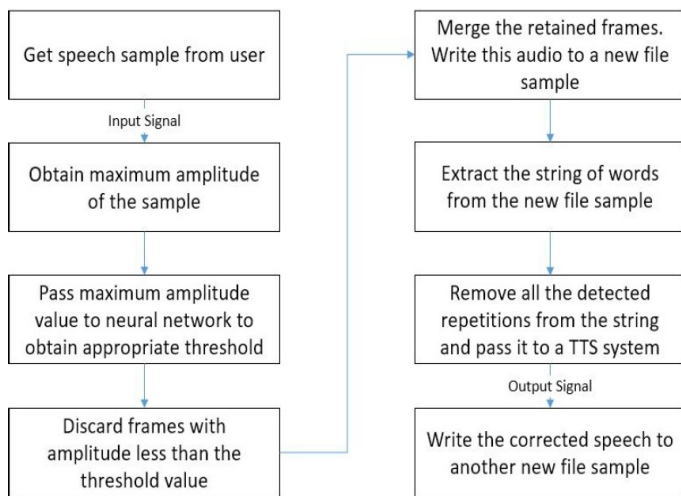 Get speech sample from user
Input Signal
Obtain maximum amplitude
of the sample
Pass maximum amplitude
value to neural network to
obtain appropriate threshold
Discard frames with
amplitude less than the
threshold value
Merge the retained frames.
Write this audio to a new file
sample
Extract the string of words
from the new file sample
Remove all the detected
repetitions from the string
and pass it to a TTS system
Output Signal
Write the corrected speech to
another new file sample